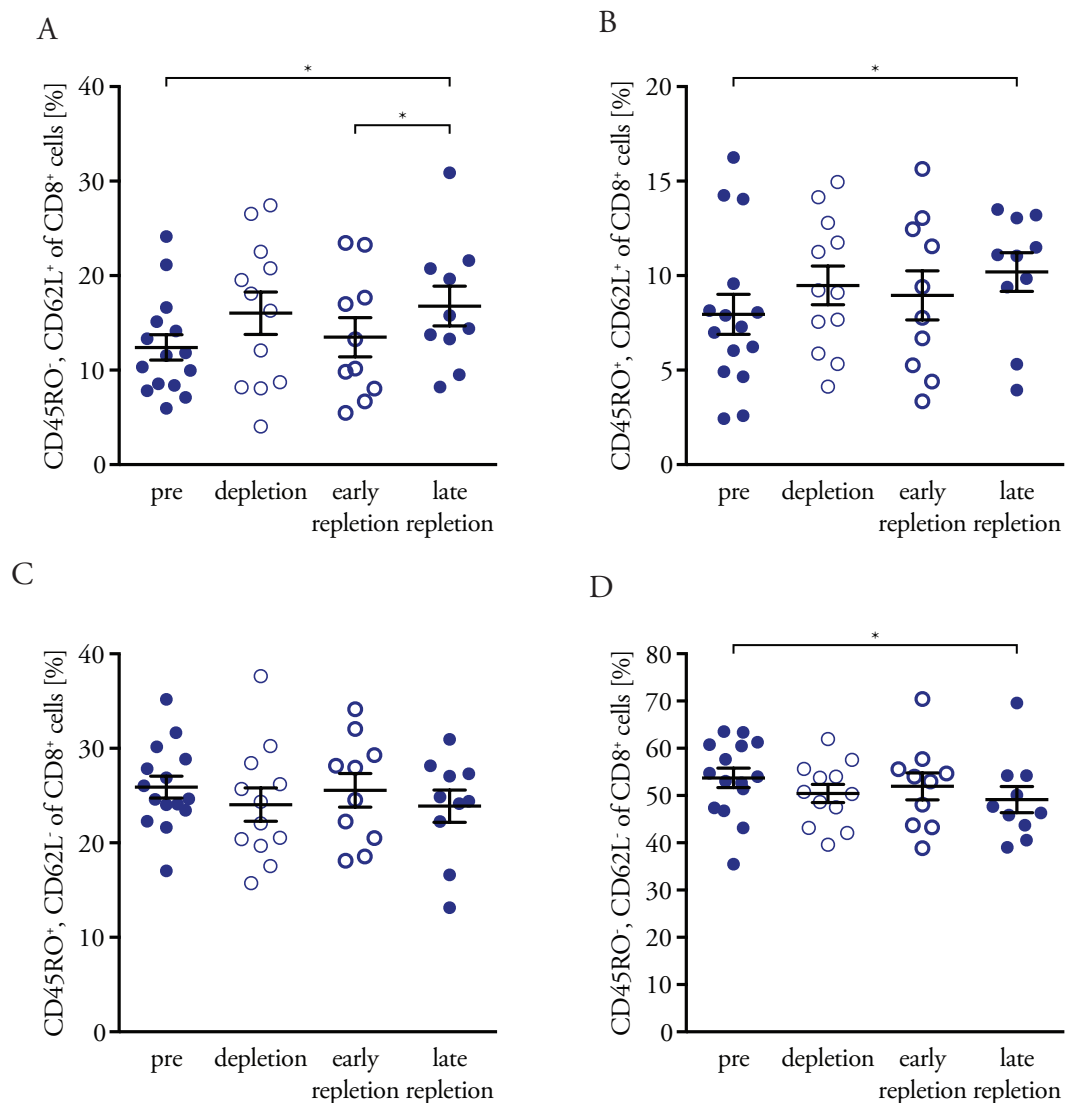 A
CD45RO⁻, CD62L⁺ of CD8⁺ cells [%]
40
30
20
10
0
*
*
pre
depletion
early
repletion
late
repletion
B
CD45RO⁺, CD62L⁺ of CD8⁺ cells [%]
20
15
10
5
0
*
pre
depletion
early
repletion
late
repletion
C
CD45RO⁺, CD62L⁻ of CD8⁺ cells [%]
40
30
20
10
0
pre
depletion
early
repletion
late
repletion
D
CD45RO⁻, CD62L⁻ of CD8⁺ cells [%]
80
70
60
50
40
30
20
10
0
*
pre
depletion
early
repletion
late
repletion